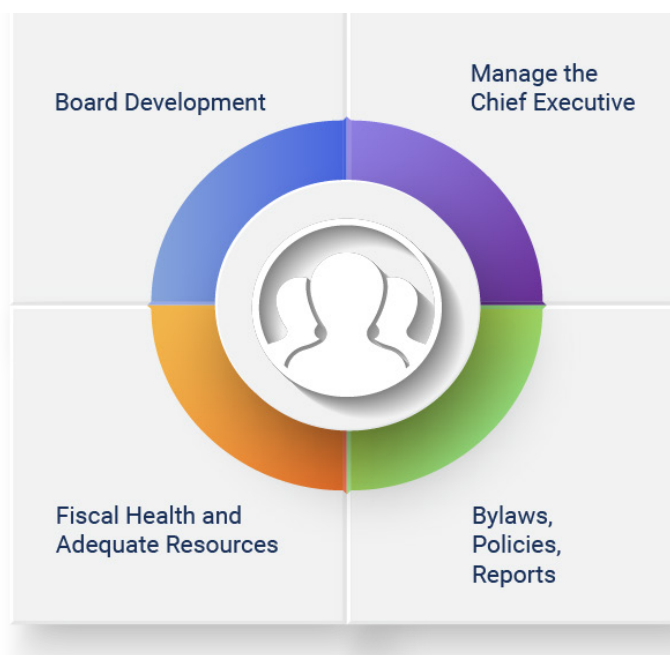 Board Development
Manage the
Chief Executive
Fiscal Health and
Adequate Resources
Bylaws,
Policies,
Reports